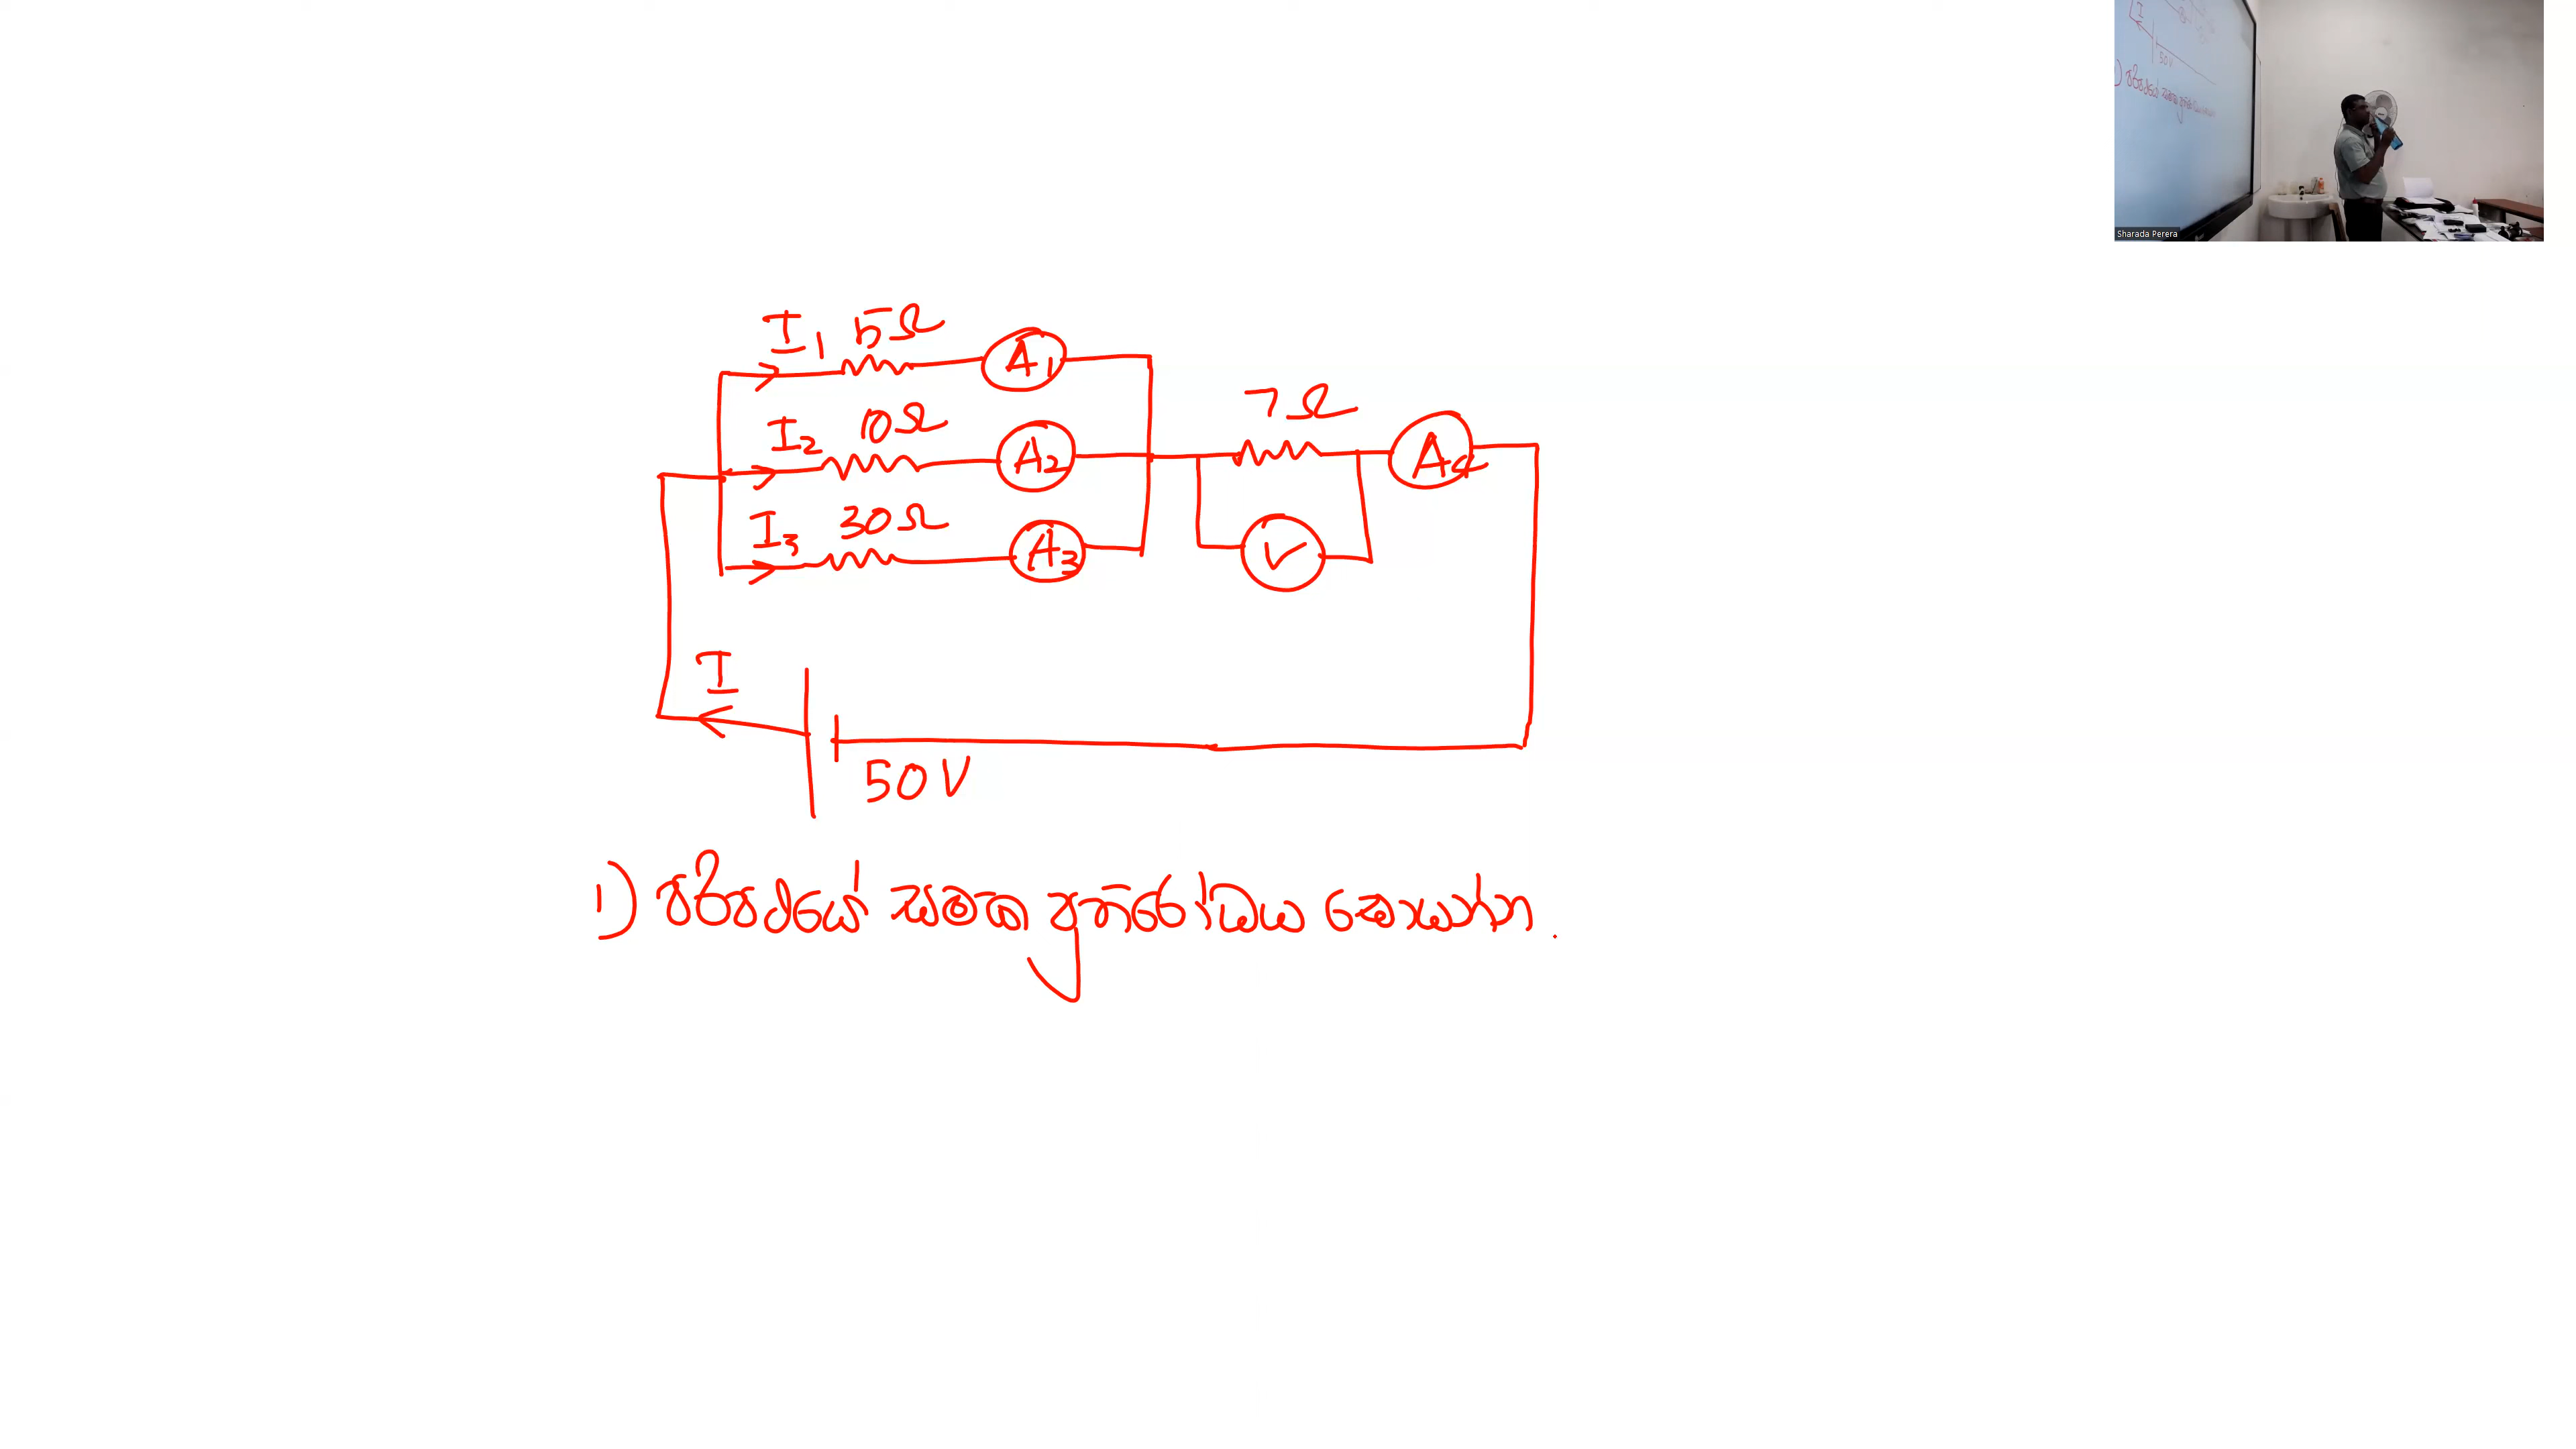 Sharada Perera
I₁ 5Ω
A₁
I₂ 10Ω
A₂
7Ω
A₄
I₃ 30Ω
A₃
V
I
50V
1) පරිපථයේ සමක ප්‍රතිරෝධය සොයන්න.